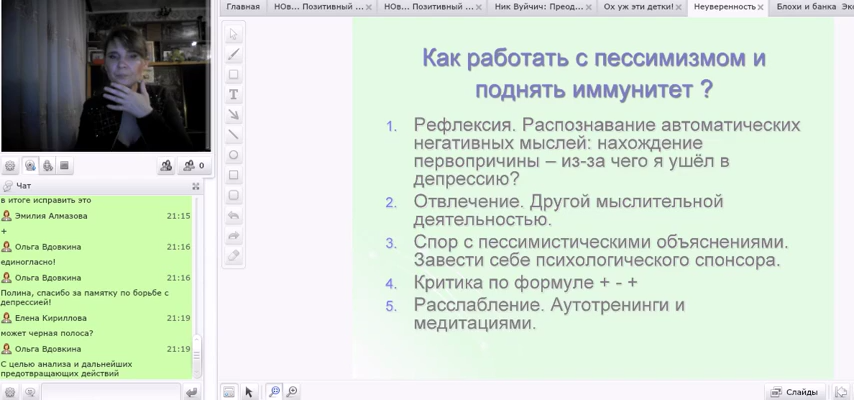 Главная
НОв... Позитивный ...
НОв... Позитивный ...
Ник Вуйчич: Преод...
Ох уж эти детки!
Неуверенность
Блохи и банка
Эк
Как работать с пессимизмом и
поднять иммунитет ?
1. Рефлексия. Распознавание автоматических
негативных мыслей: нахождение
первопричины – из-за чего я ушёл в
депрессию?
2. Отвлечение. Другой мыслительной
деятельностью.
3. Спор с пессимистическими объяснениями.
Завести себе психологического спонсора.
4. Критика по формуле + - +
5. Расслабление. Аутотренинги и
медитациями.
0
Чат
в итоге исправить это
Эмилия Алмазова 21:15
+
Ольга Вдовкина 21:16
единогласно!
Ольга Вдовкина 21:16
Полина, спасибо за памятку по борьбе с
депрессией!
Елена Кириллова 21:19
может черная полоса?
Ольга Вдовкина 21:19
С целью анализа и дальнейших
предотвращающих действий
Слайды